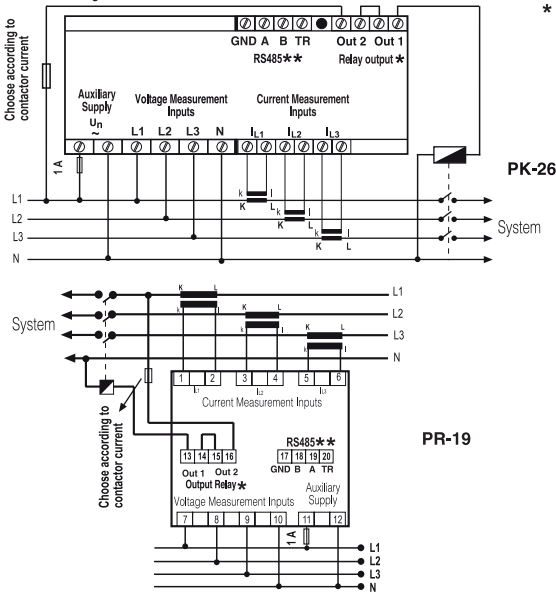 *
GND A B TR Out 2 Out 1
RS485** Relay output *
Choose according to
contactor current
Auxiliary
Supply
Un
~
Voltage Measurement
Inputs
Current Measurement
Inputs
L1 L2 L3 N IL1 IL2 IL3
1 A
PK-26
L1
L2
L3
N
k l
K L
k l
K L
k l
K L
System
K L
k l
K L
k l
K L
k l
L1
L2
L3
N
System
1 2 3 4 5 6
IL1 IL2 IL3
Current Measurement Inputs
Choose according to
contactor current
PR-19
RS485**
13 14 15 16 17 18 19 20
Out 1 Out 2 GND B A TR
Output Relay*
Voltage Measurement Inputs
Auxiliary
Supply
7 8 9 10 11 12
1 A
L1
L2
L3
N